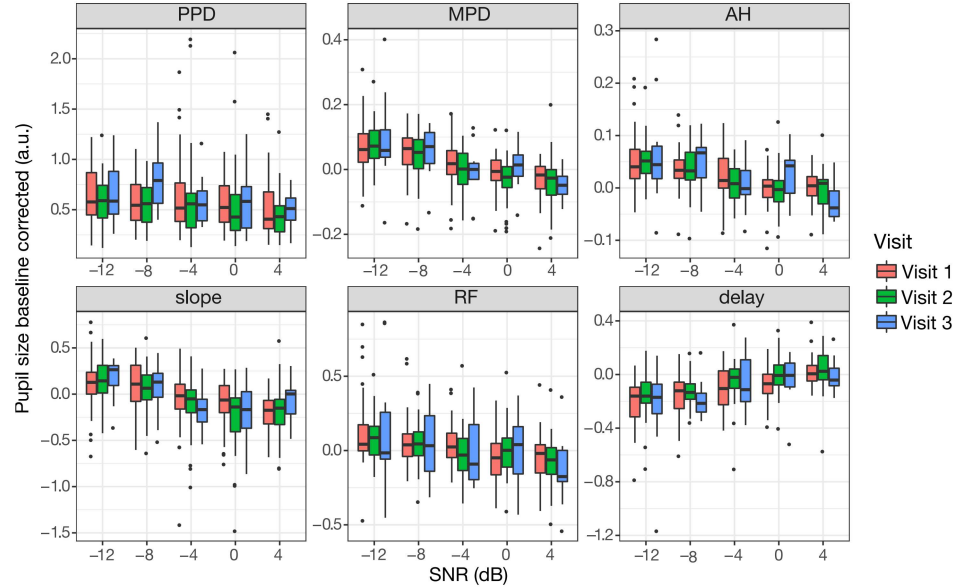 PPD MPD AH
Pupil size baseline corrected (a.u.)
2.0
1.5
1.0
0.5
0.4
0.2
0.0
−0.2
0.3
0.2
0.1
0.0
−0.1
−12 −8 −4 0 4 −12 −8 −4 0 4 −12 −8 −4 0 4
slope RF delay
0.5
0.0
−0.5
−1.0
−1.5
0.5
0.0
−0.5
0.4
0.0
−0.4
−0.8
−1.2
−12 −8 −4 0 4 −12 −8 −4 0 4 −12 −8 −4 0 4
SNR (dB)
Visit
Visit 1
Visit 2
Visit 3